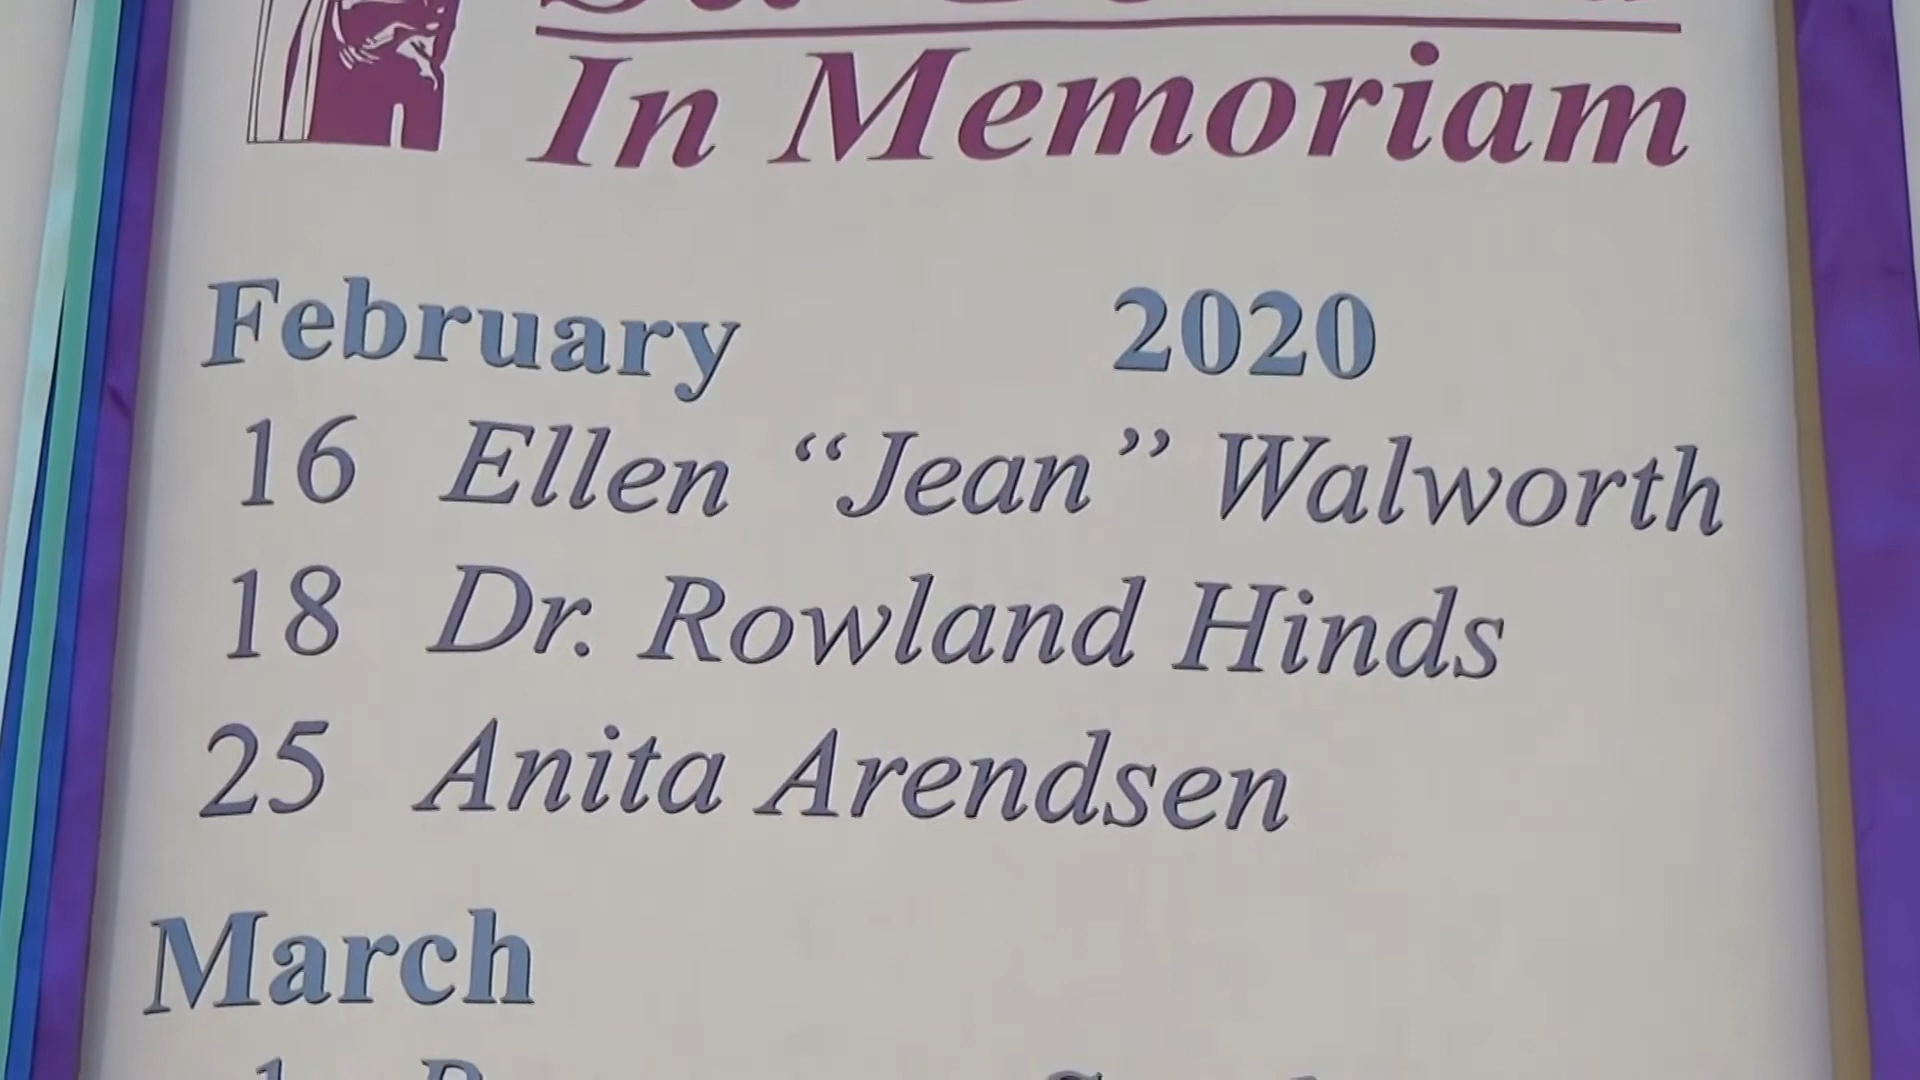 In Memoriam
February 2020
16 Ellen “Jean” Walworth
18 Dr. Rowland Hinds
25 Anita Arendsen
March